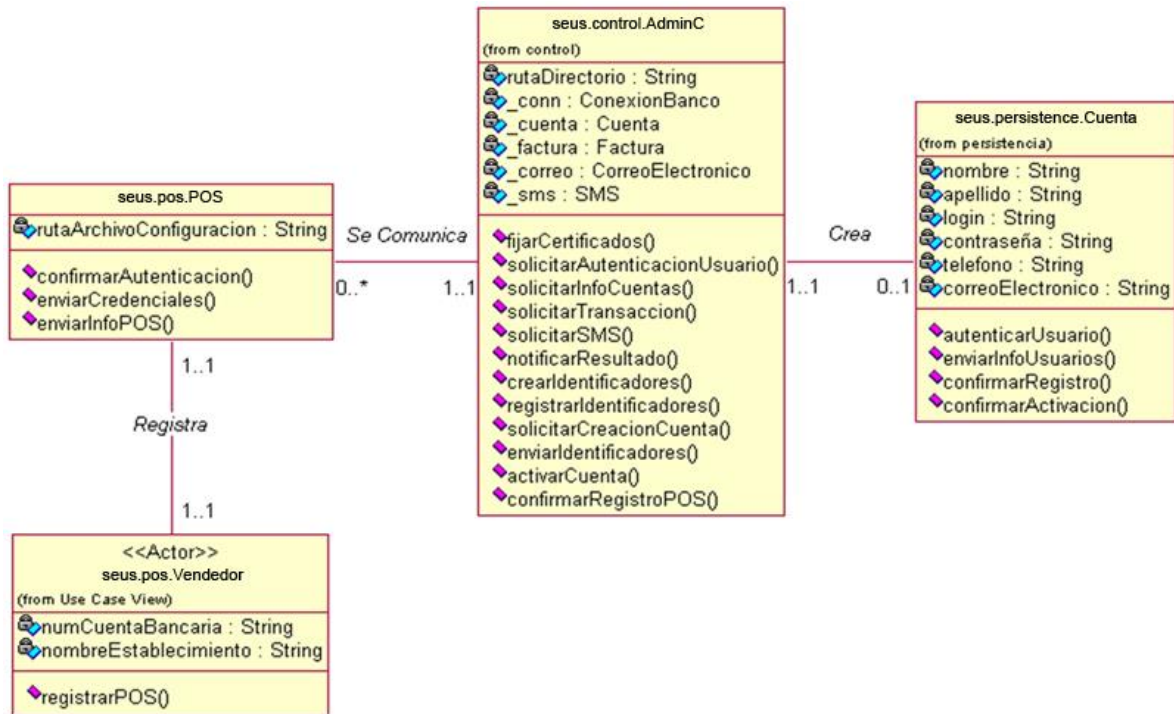 seus.control.AdminC
(from control)
rutaDirectorio : String
_conn : ConexionBanco
_cuenta : Cuenta
_factura : Factura
_correo : CorreoElectronico
_sms : SMS
fijarCertificados()
solicitarAutenticacionUsuario()
solicitarInfoCuentas()
solicitarTransaccion()
solicitarSMS()
notificarResultado()
crearIdentificadores()
registrarIdentificadores()
solicitarCreacionCuenta()
enviarIdentificadores()
activarCuenta()
confirmarRegistroPOS()
seus.persistence.Cuenta
(from persistencia)
nombre : String
apellido : String
login : String
contraseña : String
telefono : String
correoElectrónico : String
autenticarUsuario()
enviarInfoUsuarios()
confirmarRegistro()
confirmarActivacion()
seus.pos.POS
rutaArchivoConfiguracion : String
confirmarAutenticacion()
enviarCredenciales()
enviarInfoPOS()
Se Comunica
0..*
1..1
Crea
1..1
0..1
1..1
Registra
1..1
<<Actor>>
seus.pos.Vendedor
(from Use Case View)
numCuentaBancaria : String
nombreEstablecimiento : String
registrarPOS()